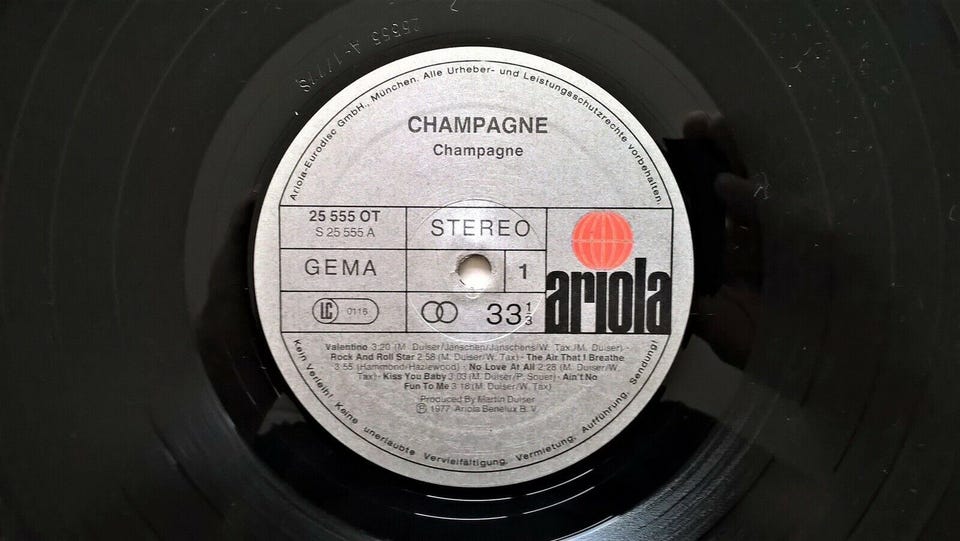 25555 A-1/77 S
Ariola-Eurodisc GmbH., München. Alle Urheber- und Leistungsschutzrechte vorbehalten.
CHAMPAGNE
Champagne
25 555 OT
S 25 555 A
STEREO
GEMA
1
LC 0116
33 1/3
ariola
Valentino 3:20 (M. Duiser/Janschen/Janschens/W. Tax /M. Duiser) -
Rock And Roll Star 2:58 (M. Duiser/W. Tax) - The Air That I Breathe
3:55 (Hammond/Hazlewood) - No Love At All 2:28 (M. Duiser/W.
Tax) - Kiss You Baby 3:03 (M. Duiser/P. Souer) - Ain't No
Fun To Me 3:18 (M. Duiser/W. Tax)
Produced By Martin Duiser
Ⓟ 1977 Ariola Benelux B. V.
Kein Verleih! Keine unerlaubte Vervielfältigung, Vermietung, Aufführung, Sendung!